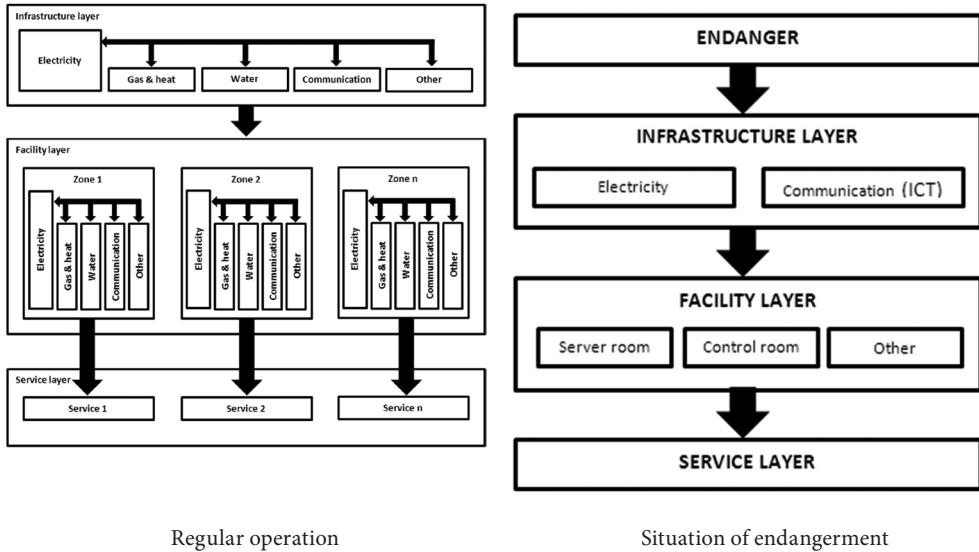 Infrastructure layer
Electricity
Gas & heat
Water
Communication
Other
Facility layer
Zone 1
Electricity
Gas & heat
Water
Communication
Other
Zone 2
Electricity
Gas & heat
Water
Communication
Other
Zone n
Electricity
Gas & heat
Water
Communication
Other
Service layer
Service 1
Service 2
Service n
Regular operation
ENDANGER
INFRASTRUCTURE LAYER
Electricity
Communication (ICT)
FACILITY LAYER
Server room
Control room
Other
SERVICE LAYER
Situation of endangerment